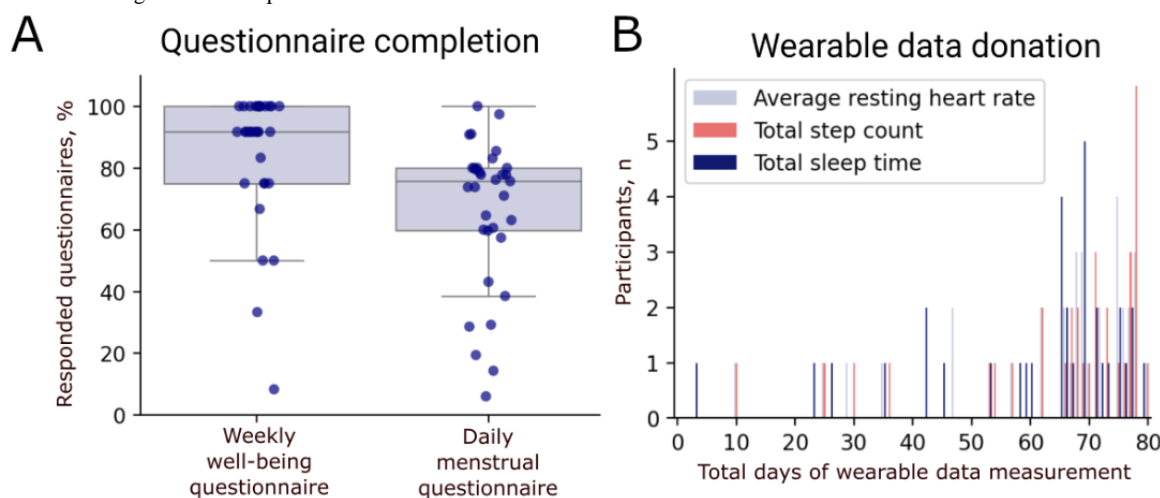 A
Questionnaire completion
Responded questionnaires, %
100
80
60
40
20
0
Weekly
well-being
questionnaire
Daily
menstrual
questionnaire
B
Wearable data donation
Average resting heart rate
Total step count
Total sleep time
Participants, n
5
4
3
2
1
0
0 10 20 30 40 50 60 70 80
Total days of wearable data measurement